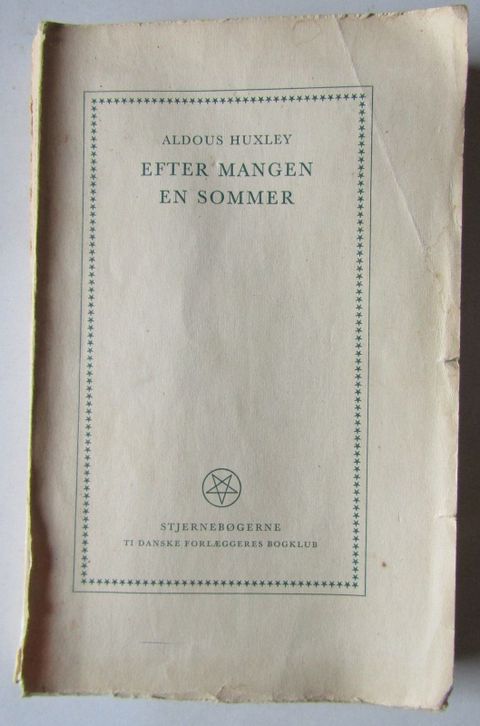 ALDOUS HUXLEY
EFTER MANGEN
EN SOMMER
STJERNEBØGERNE
TI DANSKE FORLÆGGERES BOGKLUB